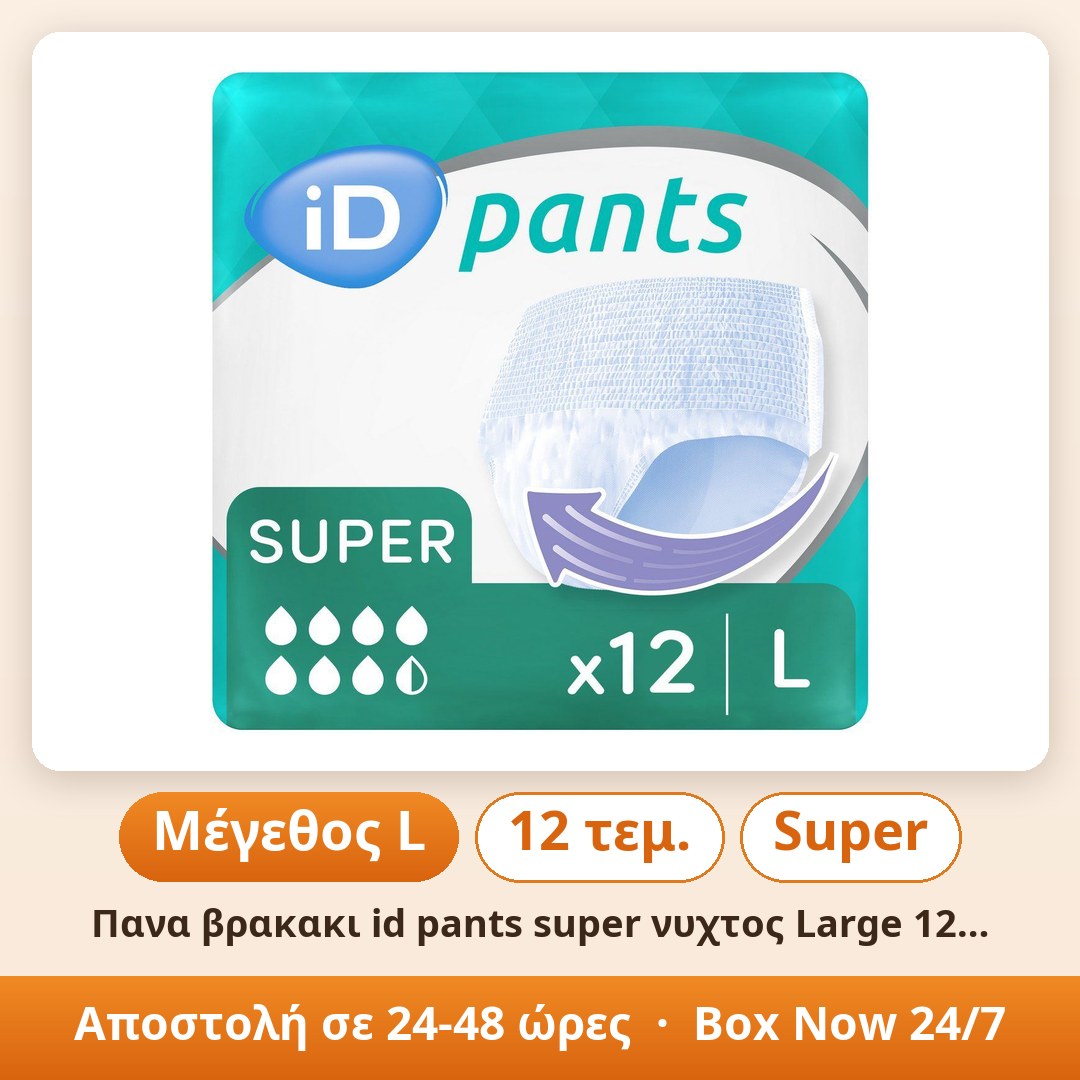 iD pants
SUPER
x12 | L
Μέγεθος L
12 τεμ.
Super
Πανα βρακακι id pants super νυχτος Large 12...
Αποστολή σε 24-48 ώρες · Box Now 24/7